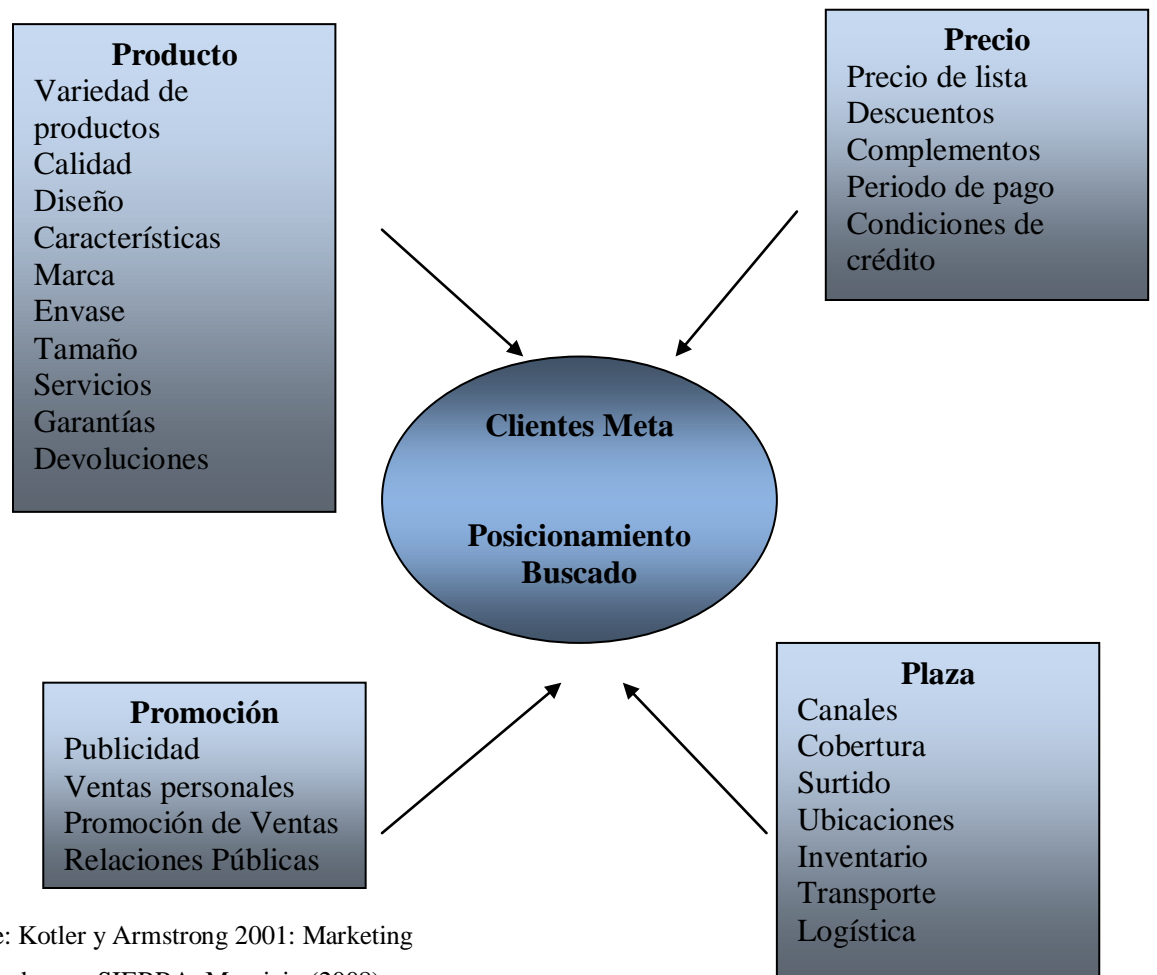 Producto
Variedad de
productos
Calidad
Diseño
Características
Marca
Envase
Tamaño
Servicios
Garantías
Devoluciones
Precio
Precio de lista
Descuentos
Complementos
Periodo de pago
Condiciones de
crédito
Clientes Meta
Posicionamiento
Buscado
Promoción
Publicidad
Ventas personales
Promoción de Ventas
Relaciones Públicas
Plaza
Canales
Cobertura
Surtido
Ubicaciones
Inventario
Transporte
Logística
e: Kotler y Armstrong 2001: Marketing